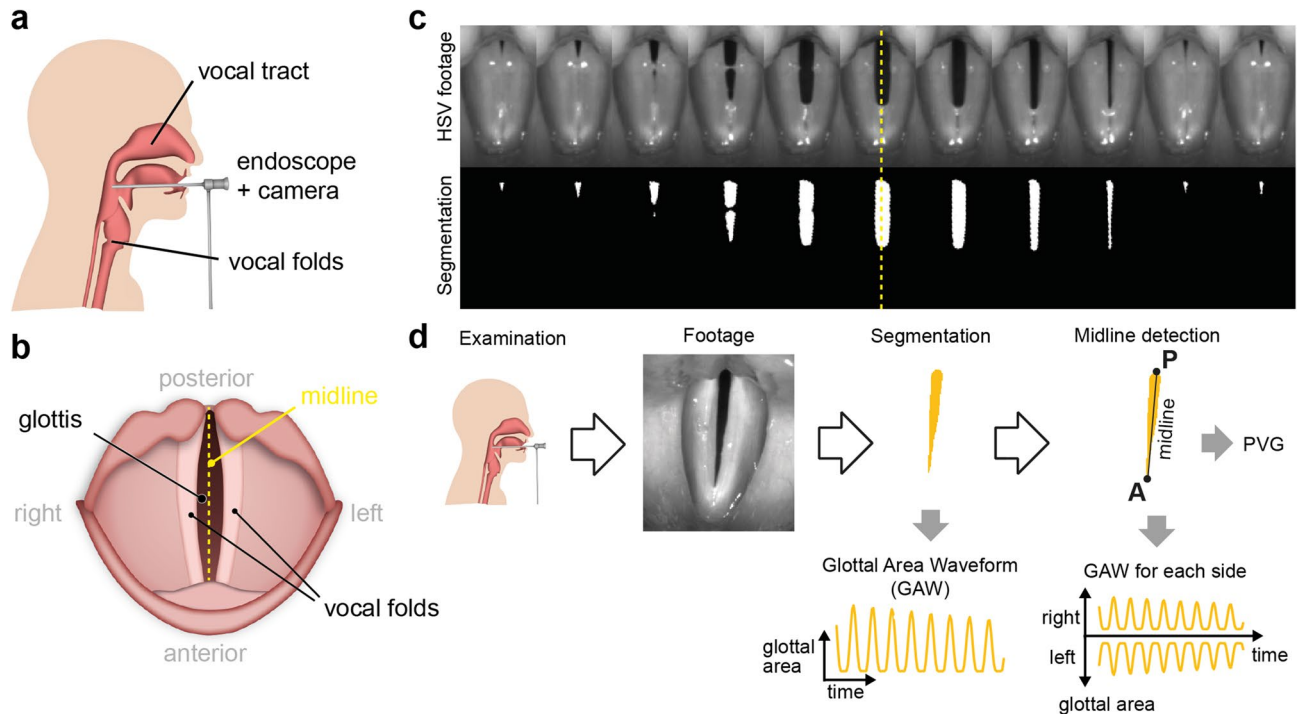 a
vocal tract
endoscope
+ camera
vocal folds
b
posterior
midline
glottis
right
left
vocal folds
anterior
c
HSV footage
Segmentation
d
Examination
Footage
Segmentation
Midline detection
P
midline
A
PVG
Glottal Area Waveform
(GAW)
glottal
area
time
GAW for each side
right
left
time
glottal area